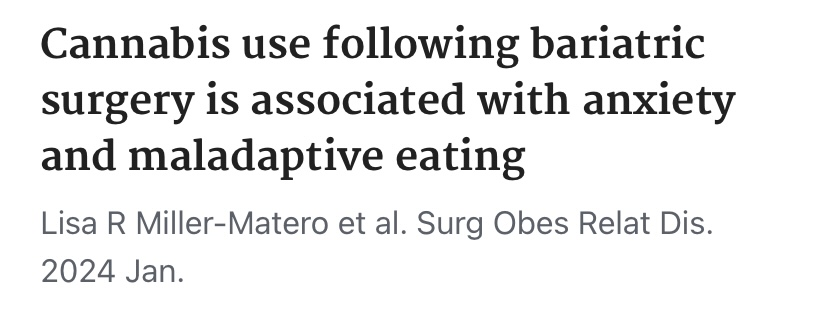 Cannabis use following bariatric
surgery is associated with anxiety
and maladaptive eating
Lisa R Miller-Matero et al. Surg Obes Relat Dis.
2024 Jan.